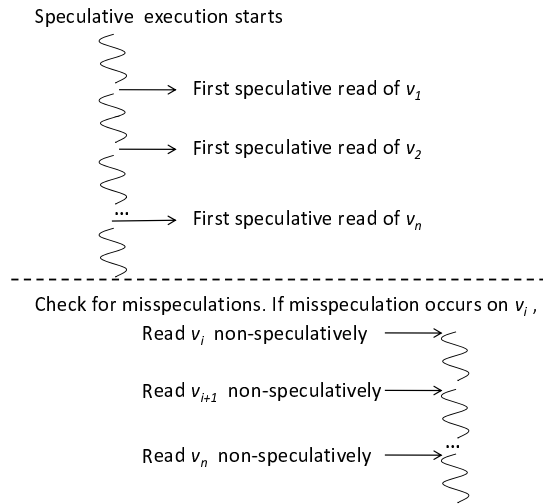 Speculative execution starts
First speculative read of v1
First speculative read of v2
...
First speculative read of vn
Check for misspeculations. If misspeculation occurs on vi ,
Read vi non-speculatively
Read vi+1 non-speculatively
...
Read vn non-speculatively